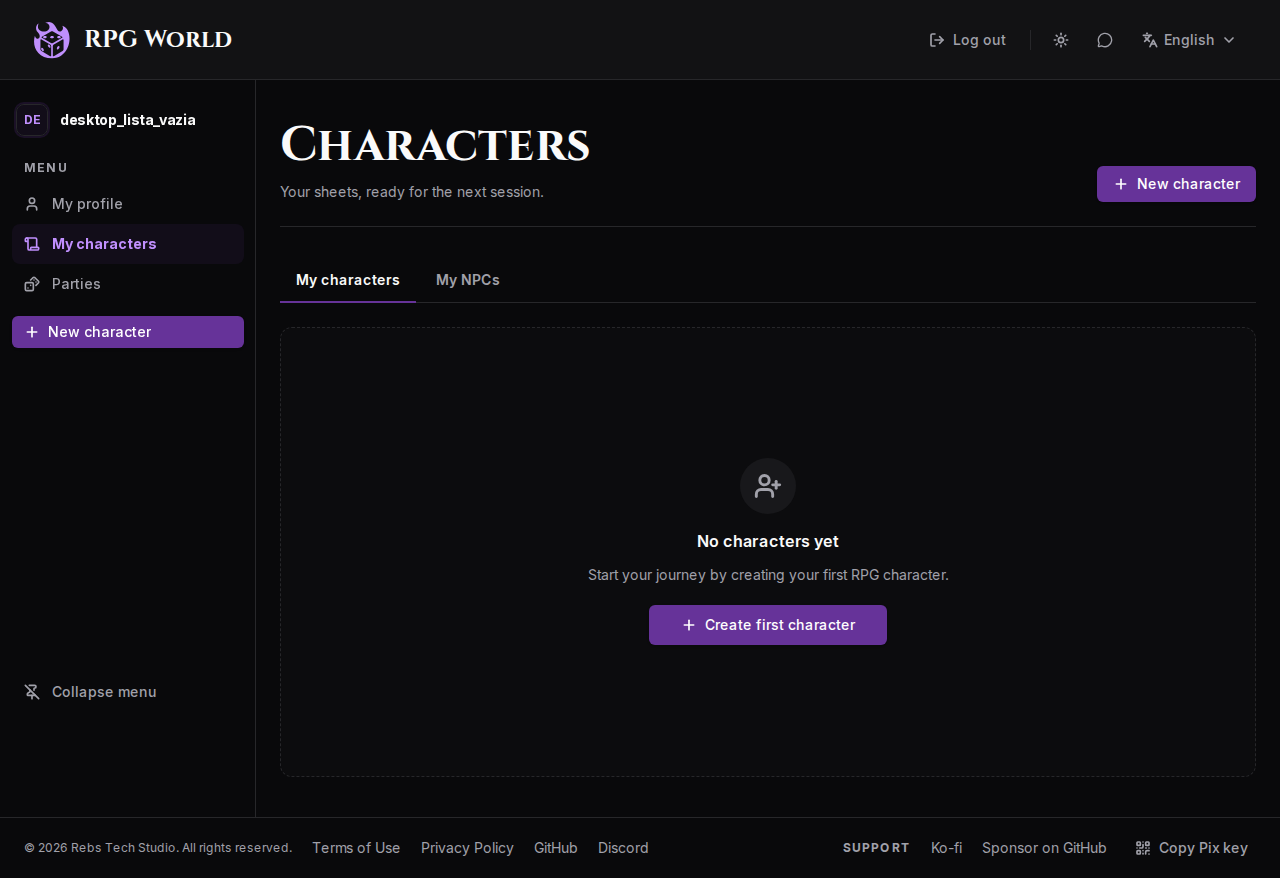 RPG World
Log out
English
DE
desktop_lista_vazia
MENU
My profile
My characters
Parties
New character
Collapse menu
Characters
Your sheets, ready for the next session.
New character
My characters
My NPCs
No characters yet
Start your journey by creating your first RPG character.
Create first character
© 2026 Rebs Tech Studio. All rights reserved.
Terms of Use
Privacy Policy
GitHub
Discord
SUPPORT
Ko-fi
Sponsor on GitHub
Copy Pix key